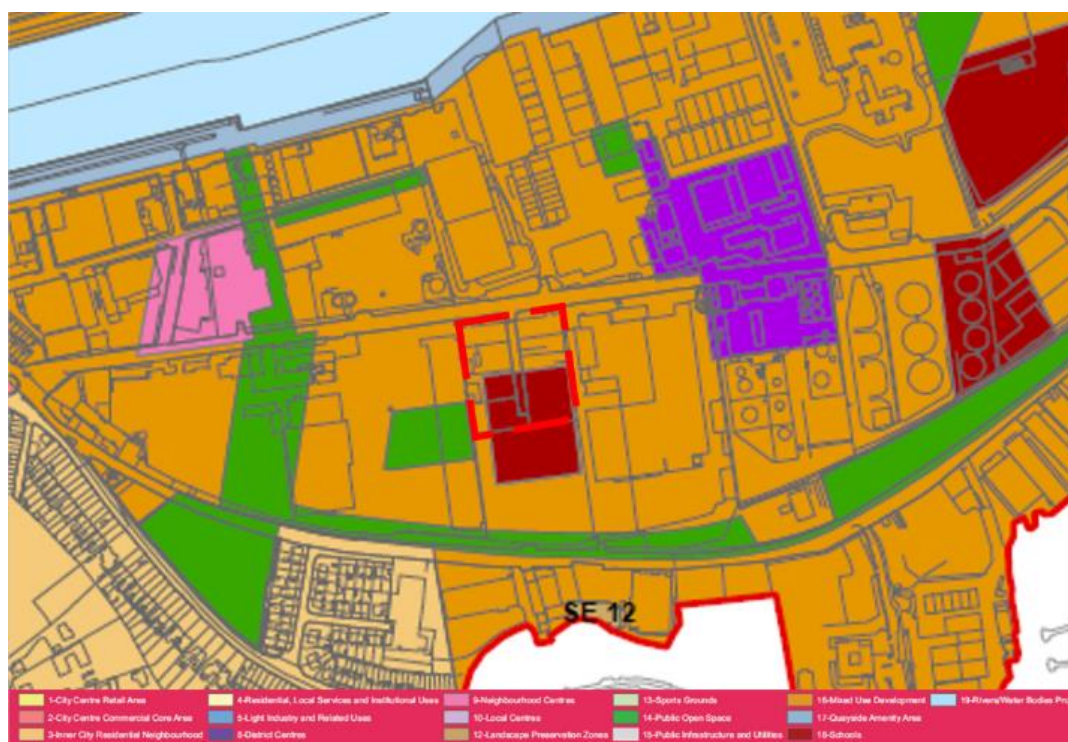 SE 12
1-City Centre Retail Area
4-Residential, Local Services and Institutional Uses
9-Neighbourhood Centres
13-Sports Grounds
16-Mixed Use Development
19-Rivers/Water Bodies Pro
2-City Centre Commercial Core Area
5-Light Industry and Related Uses
10-Local Centres
14-Public Open Space
17-Quayside Amenity Area
3-Inner City Residential Neighbourhood
8-District Centres
12-Landscape Preservation Zones
15-Public Infrastructure and Utilities
18-Schools